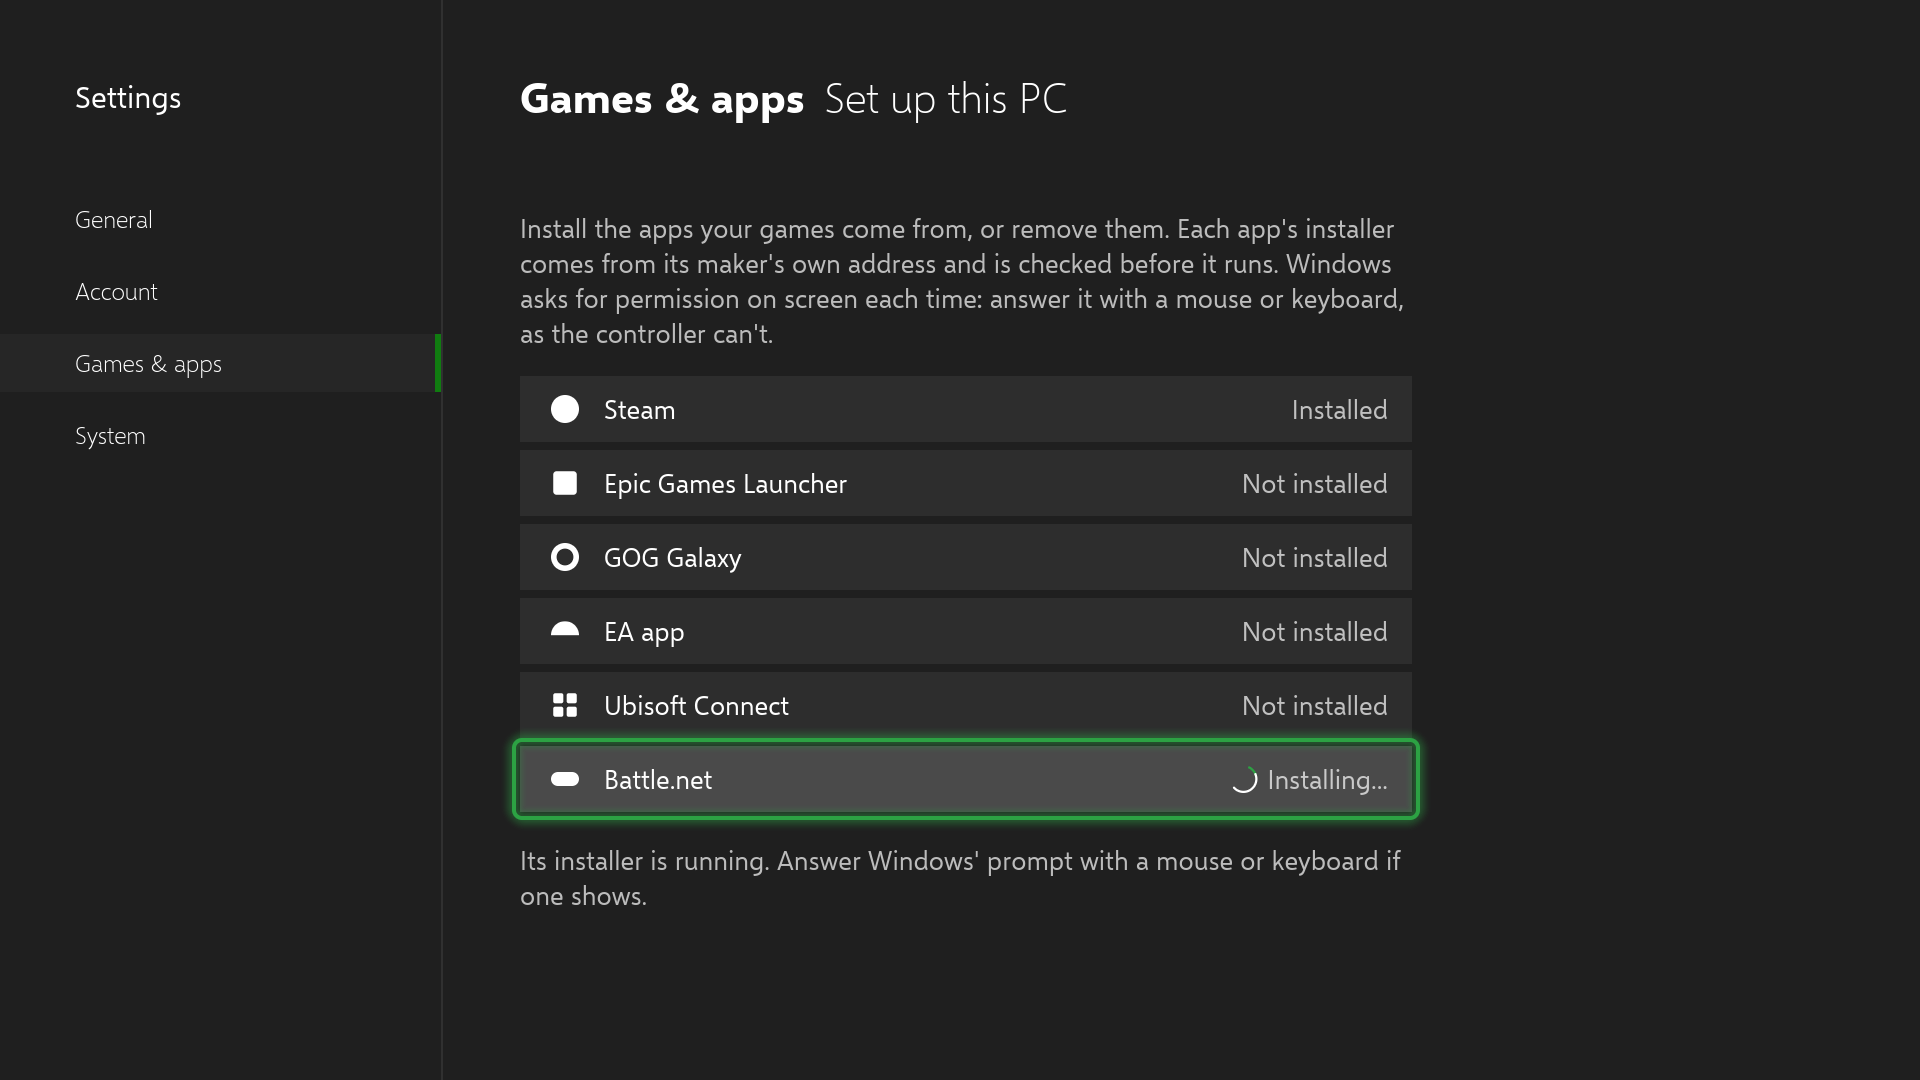 Settings
General
Account
Games & apps
System
Games & apps Set up this PC
Install the apps your games come from, or remove them. Each app's installer
comes from its maker's own address and is checked before it runs. Windows
asks for permission on screen each time: answer it with a mouse or keyboard,
as the controller can't.
Steam Installed
Epic Games Launcher Not installed
GOG Galaxy Not installed
EA app Not installed
Ubisoft Connect Not installed
Battle.net Installing...
Its installer is running. Answer Windows' prompt with a mouse or keyboard if
one shows.